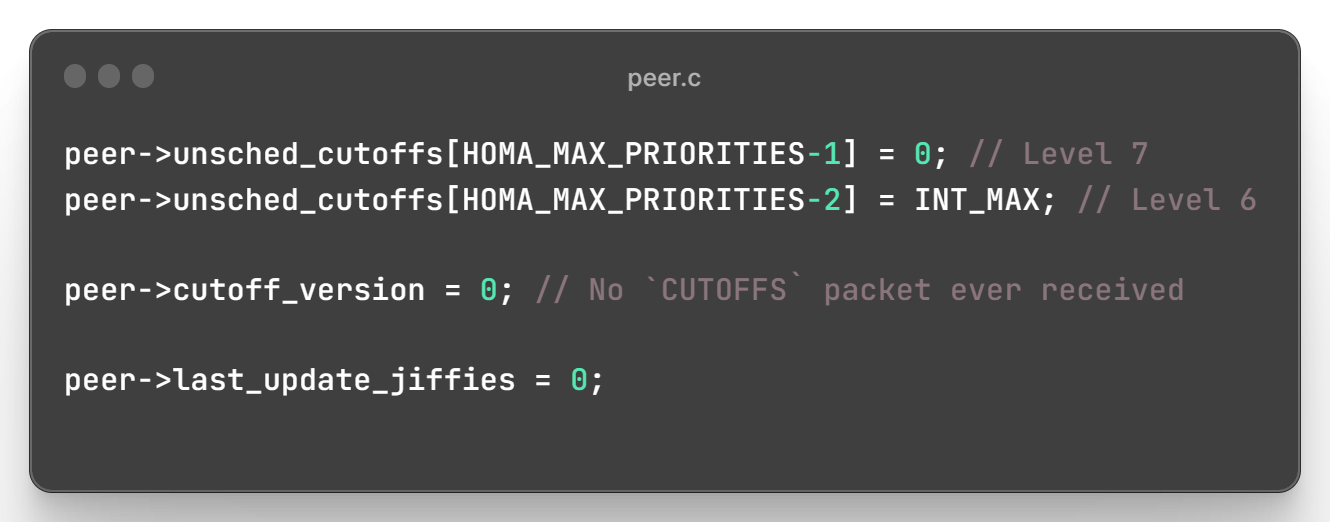 peer.c
peer->unsched_cutoffs[HOMA_MAX_PRIORITIES-1] = 0; // Level 7
peer->unsched_cutoffs[HOMA_MAX_PRIORITIES-2] = INT_MAX; // Level 6
peer->cutoff_version = 0; // No `CUTOFFS` packet ever received
peer->last_update_jiffies = 0;